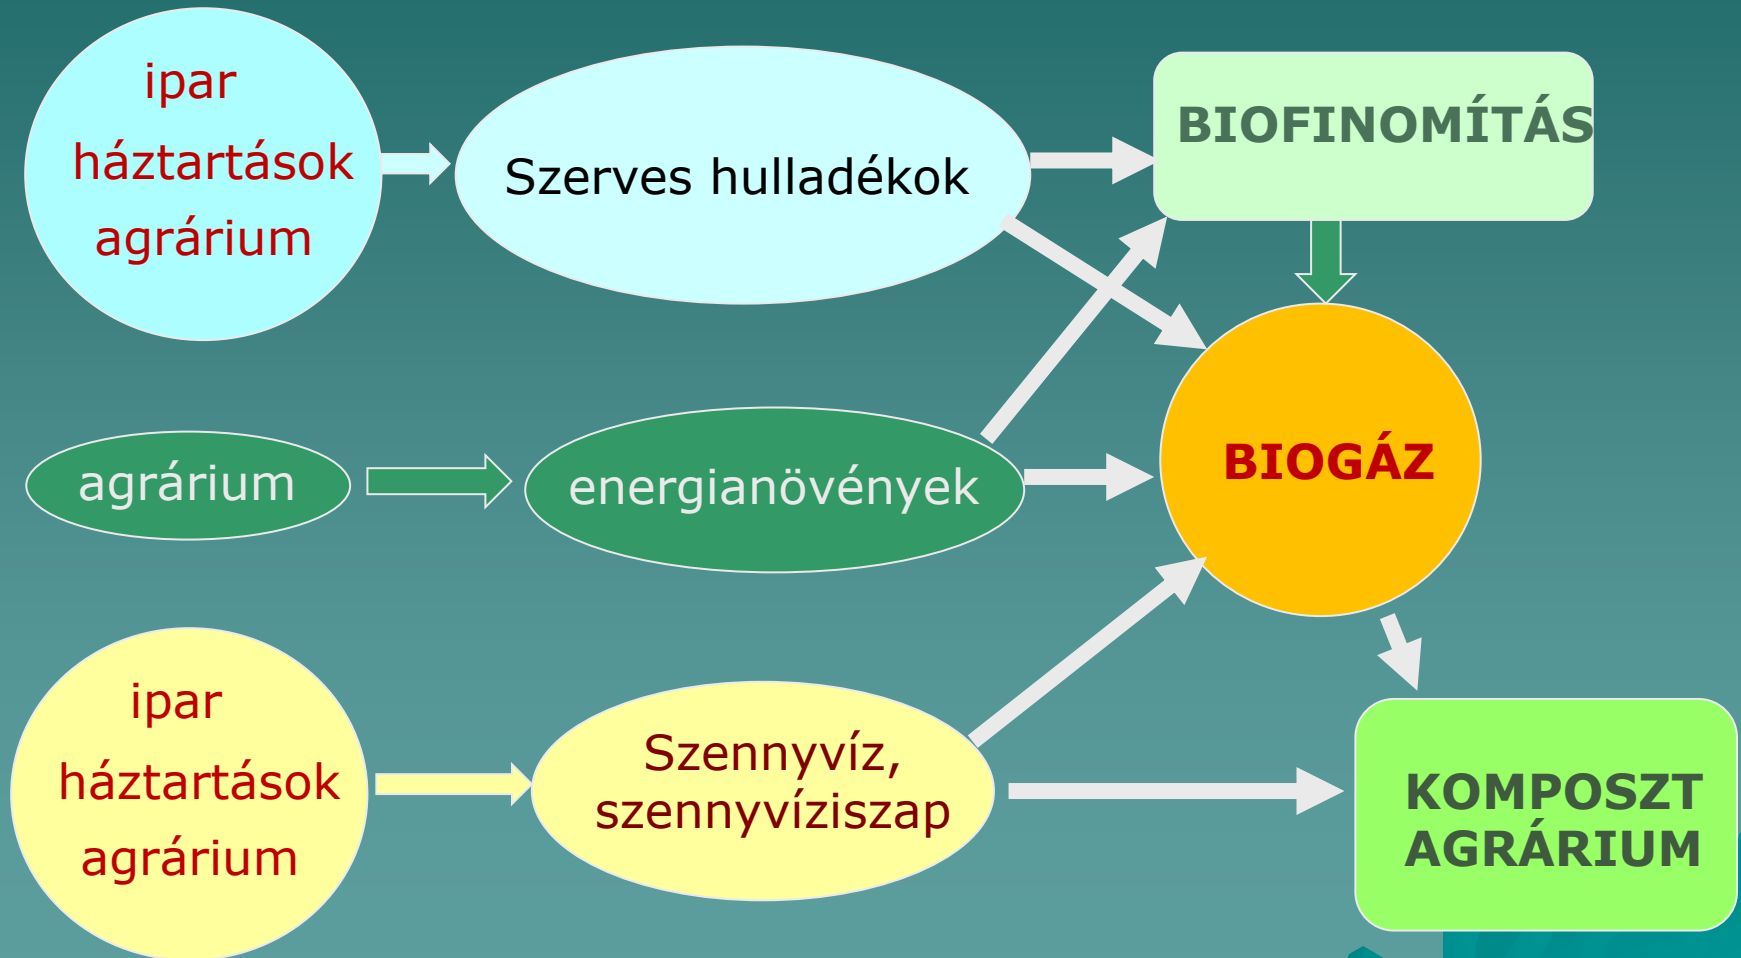 ipar
háztartások
agrárium
Szerves hulladékok
BIOFINOMÍTÁS
agrárium
energianövények
BIOGÁZ
ipar
háztartások
agrárium
Szennyvíz,
szennyvíziszap
KOMPOSZT
AGRÁRIUM